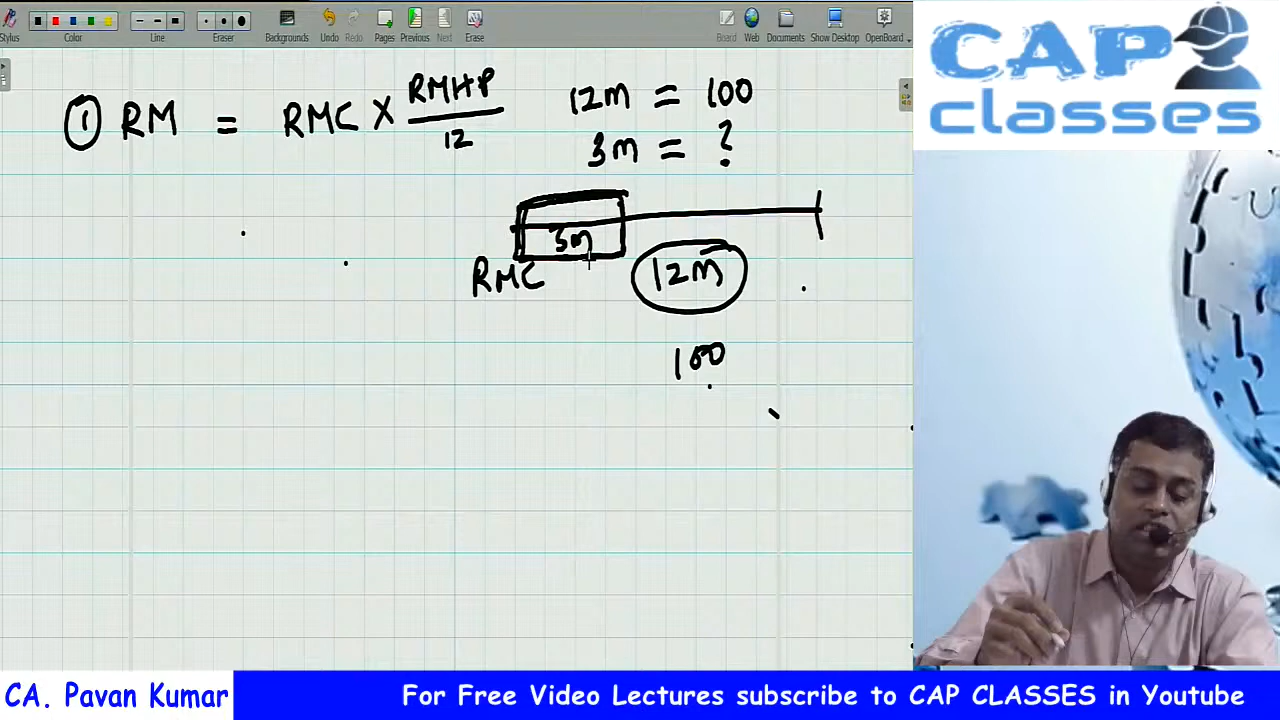 Stylus
Color
Line
Eraser
Backgrounds
Undo
Pages
Previous
Next
Erase
Board
Web
Documents
Show Desktop
OpenBoard
① RM = RMC X RMHP
12
12m = 100
3m = ?
3m
RMC
12m
100
CAP
classes
CA. Pavan Kumar
For Free Video Lectures subscribe to CAP CLASSES in Youtube